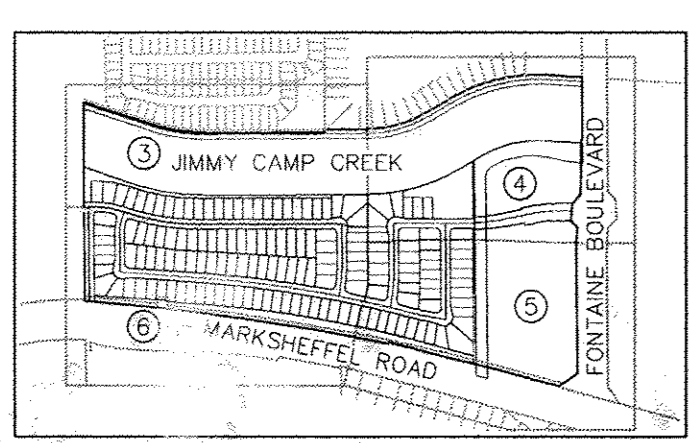 3 JIMMY CAMP CREEK
4
FONTAINE BOULEVARD
5
6 MARKSHEFFEL ROAD